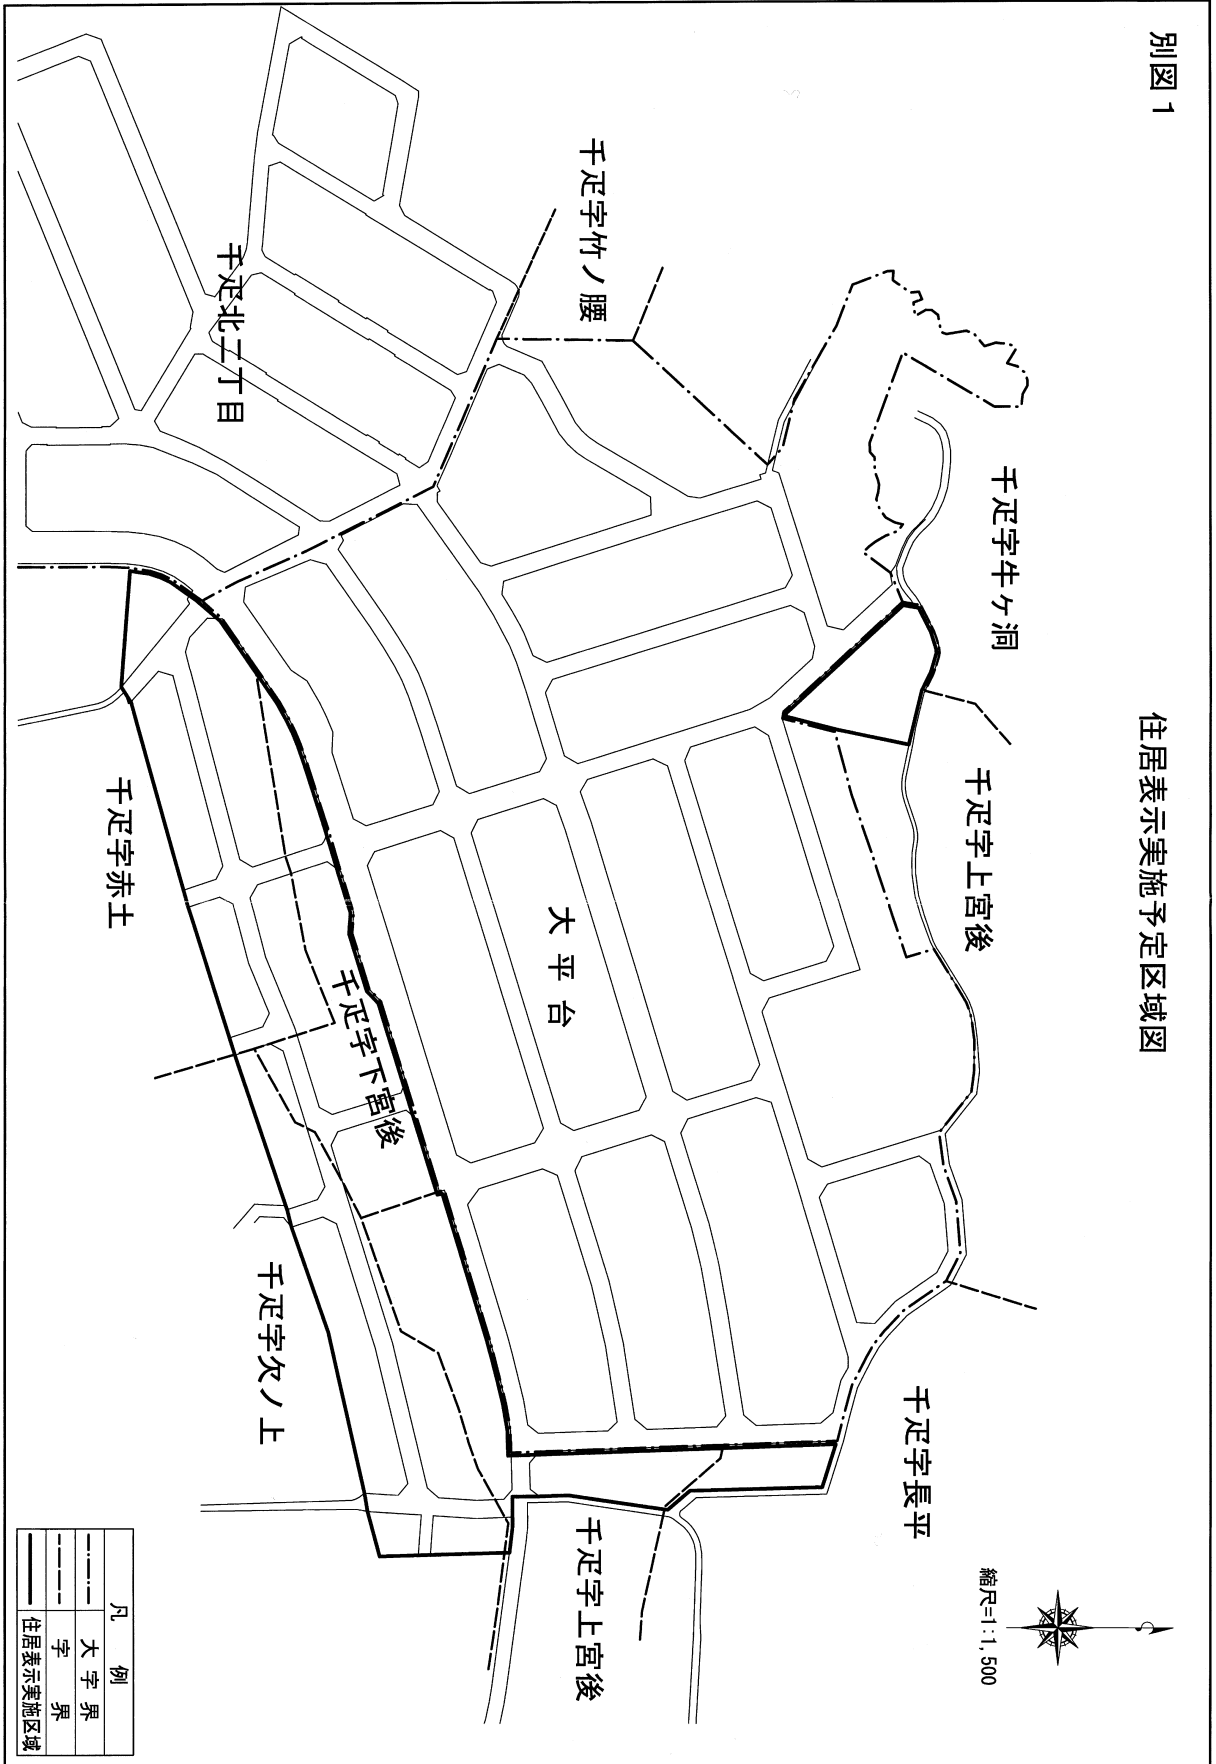 別図1
住居表示実施予定区域図
千疋字竹ノ腰
千疋字牛ケ洞
千疋字上宮後
千疋字長平
縮尺=1:1,500
千疋北二丁目
大平台
千疋字下宮後
千疋字上宮後
千疋字赤土
千疋字欠ノ上
凡例
大字界
字界
住居表示実施区域